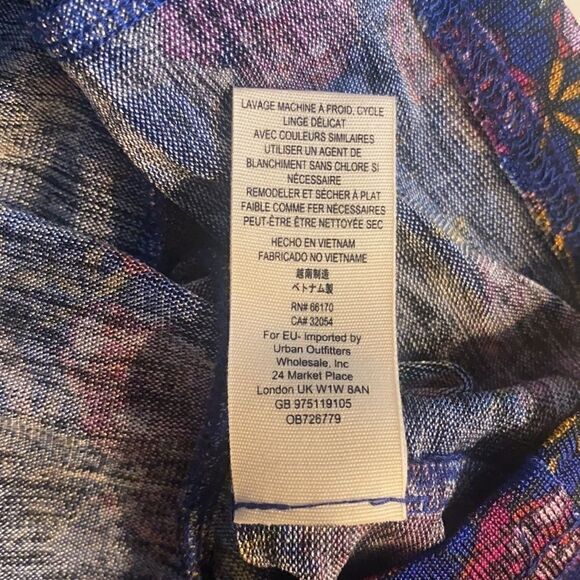 LAVAGE MACHINE A FROID, CYCLE
LINGE DÉLICAT
AVEC COULEURS SIMILAIRES
UTILISER UN AGENT DE
BLANCHIMENT SANS CHLORE SI
NÉCESSAIRE
REMODELER ET SÉCHER À PLAT
FAIBLE COMME FER NÉCESSAIRES
PEUT-ÊTRE ÊTRE NETTOYÉE SEC
HECHO EN VIETNAM
FABRICADO NO VIETNAME
越南制造
ベトナム製
RN# 66170
CA# 32054
For EU- Imported by
Urban Outfitters
Wholesale, Inc
24 Market Place
London UK W1W 8AN
GB 975119105
OB726779